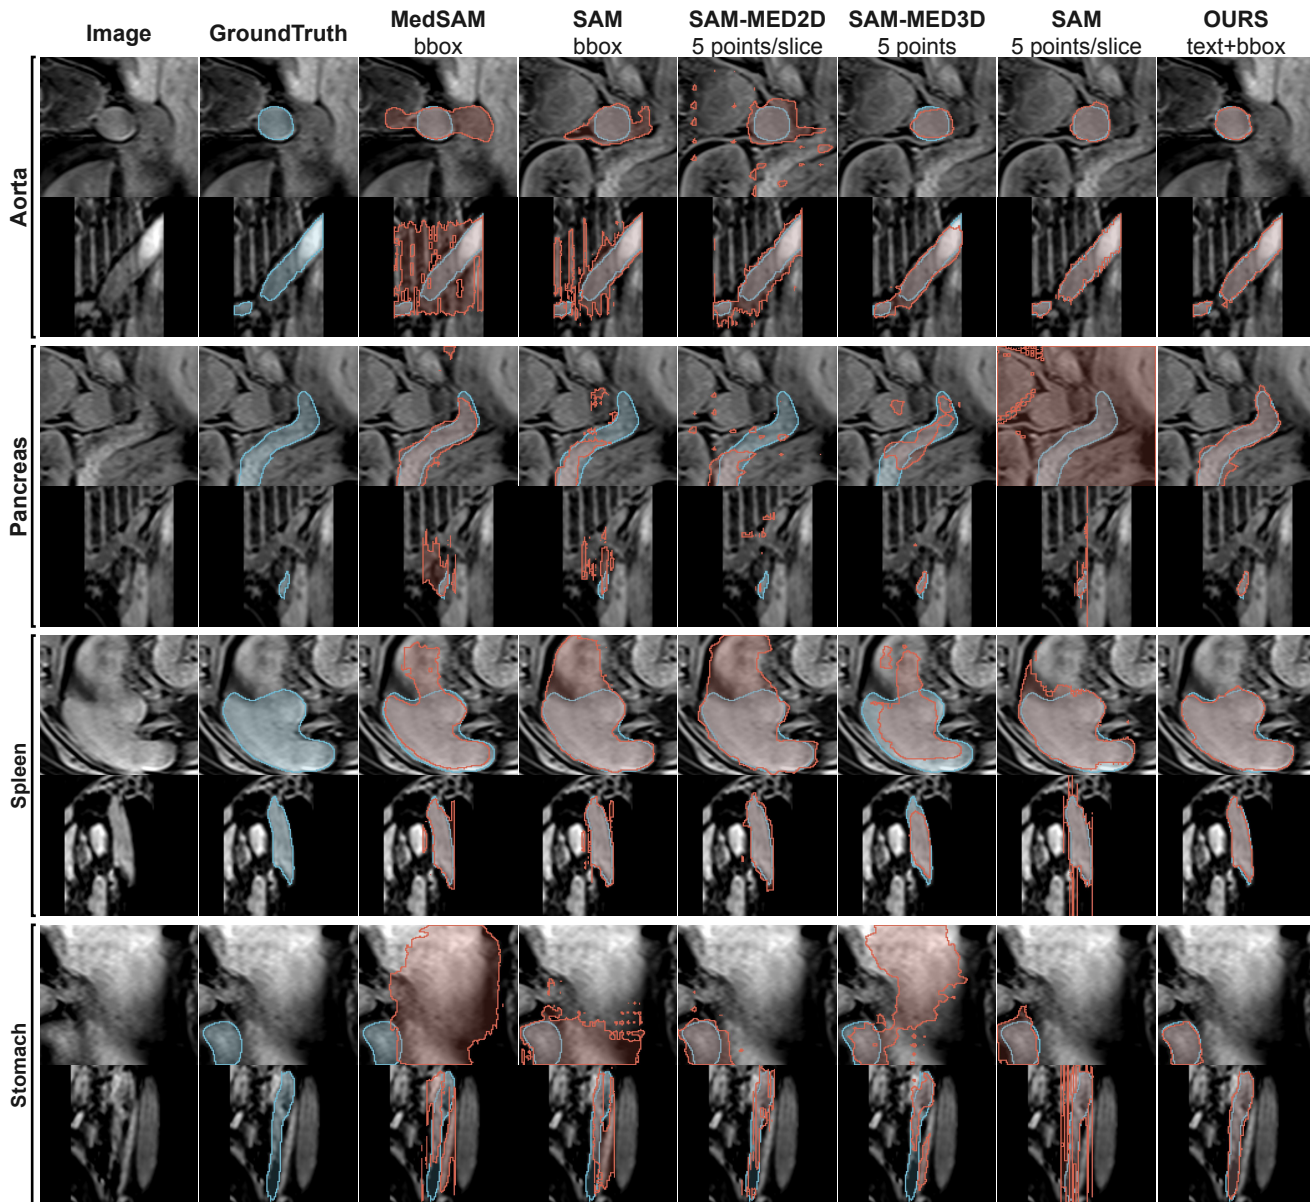 Image
GroundTruth
MedSAM
bbox
SAM
bbox
SAM-MED2D
5 points/slice
SAM-MED3D
5 points
SAM
5 points/slice
OURS
text+bbox
Aorta
Pancreas
Spleen
Stomach